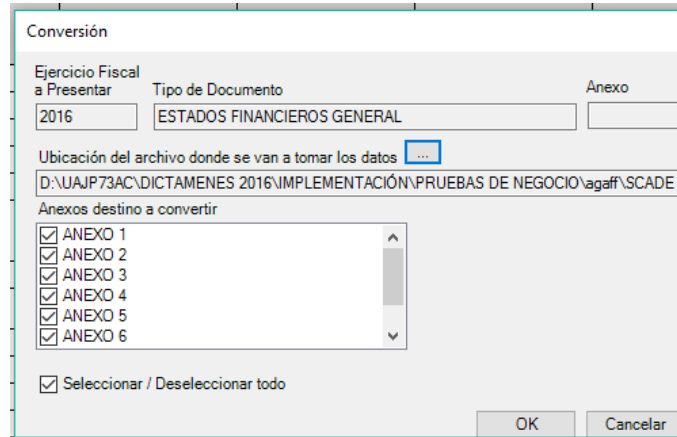 Conversión
Ejercicio Fiscal
a Presentar
Tipo de Documento
Anexo
2016
ESTADOS FINANCIEROS GENERAL
Ubicación del archivo donde se van a tomar los datos ...
D:\UAJP73AC\DICTAMENES 2016\IMPLEMENTACIÓN\PRUEBAS DE NEGOCIO\agaff\SCADE
Anexos destino a convertir
ANEXO 1
ANEXO 2
ANEXO 3
ANEXO 4
ANEXO 5
ANEXO 6
Seleccionar / Deseleccionar todo
OK
Cancelar